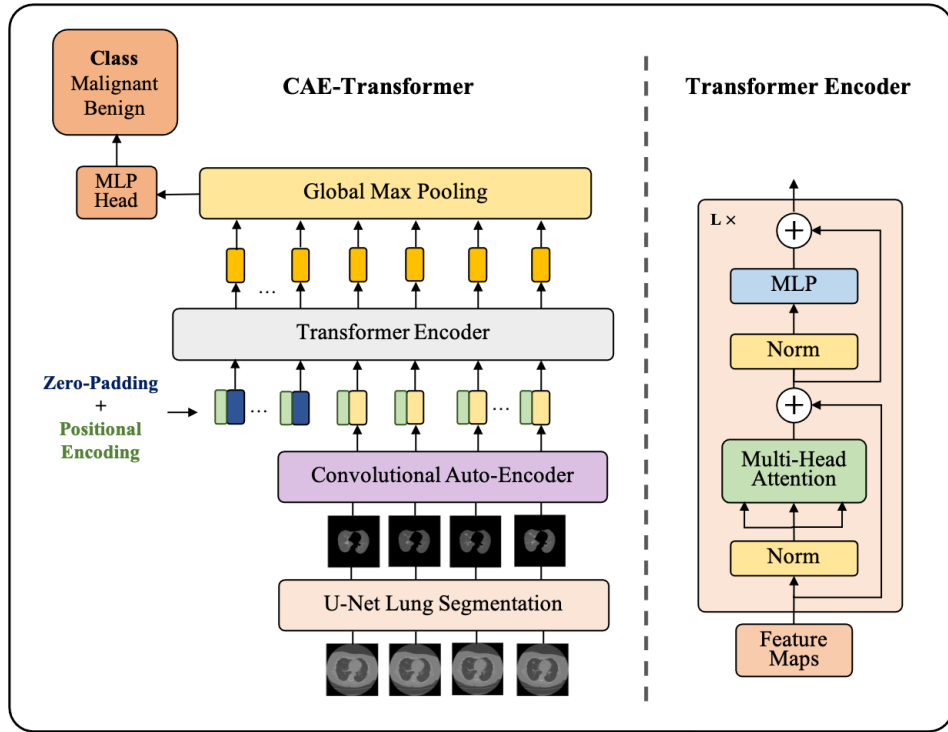 Class
Malignant
Benign
CAE-Transformer
Transformer Encoder
MLP
Head
Global Max Pooling
...
Transformer Encoder
Zero-Padding
+
Positional
Encoding
... ...
Convolutional Auto-Encoder
U-Net Lung Segmentation
L ×
+
MLP
Norm
+
Multi-Head
Attention
Norm
Feature
Maps